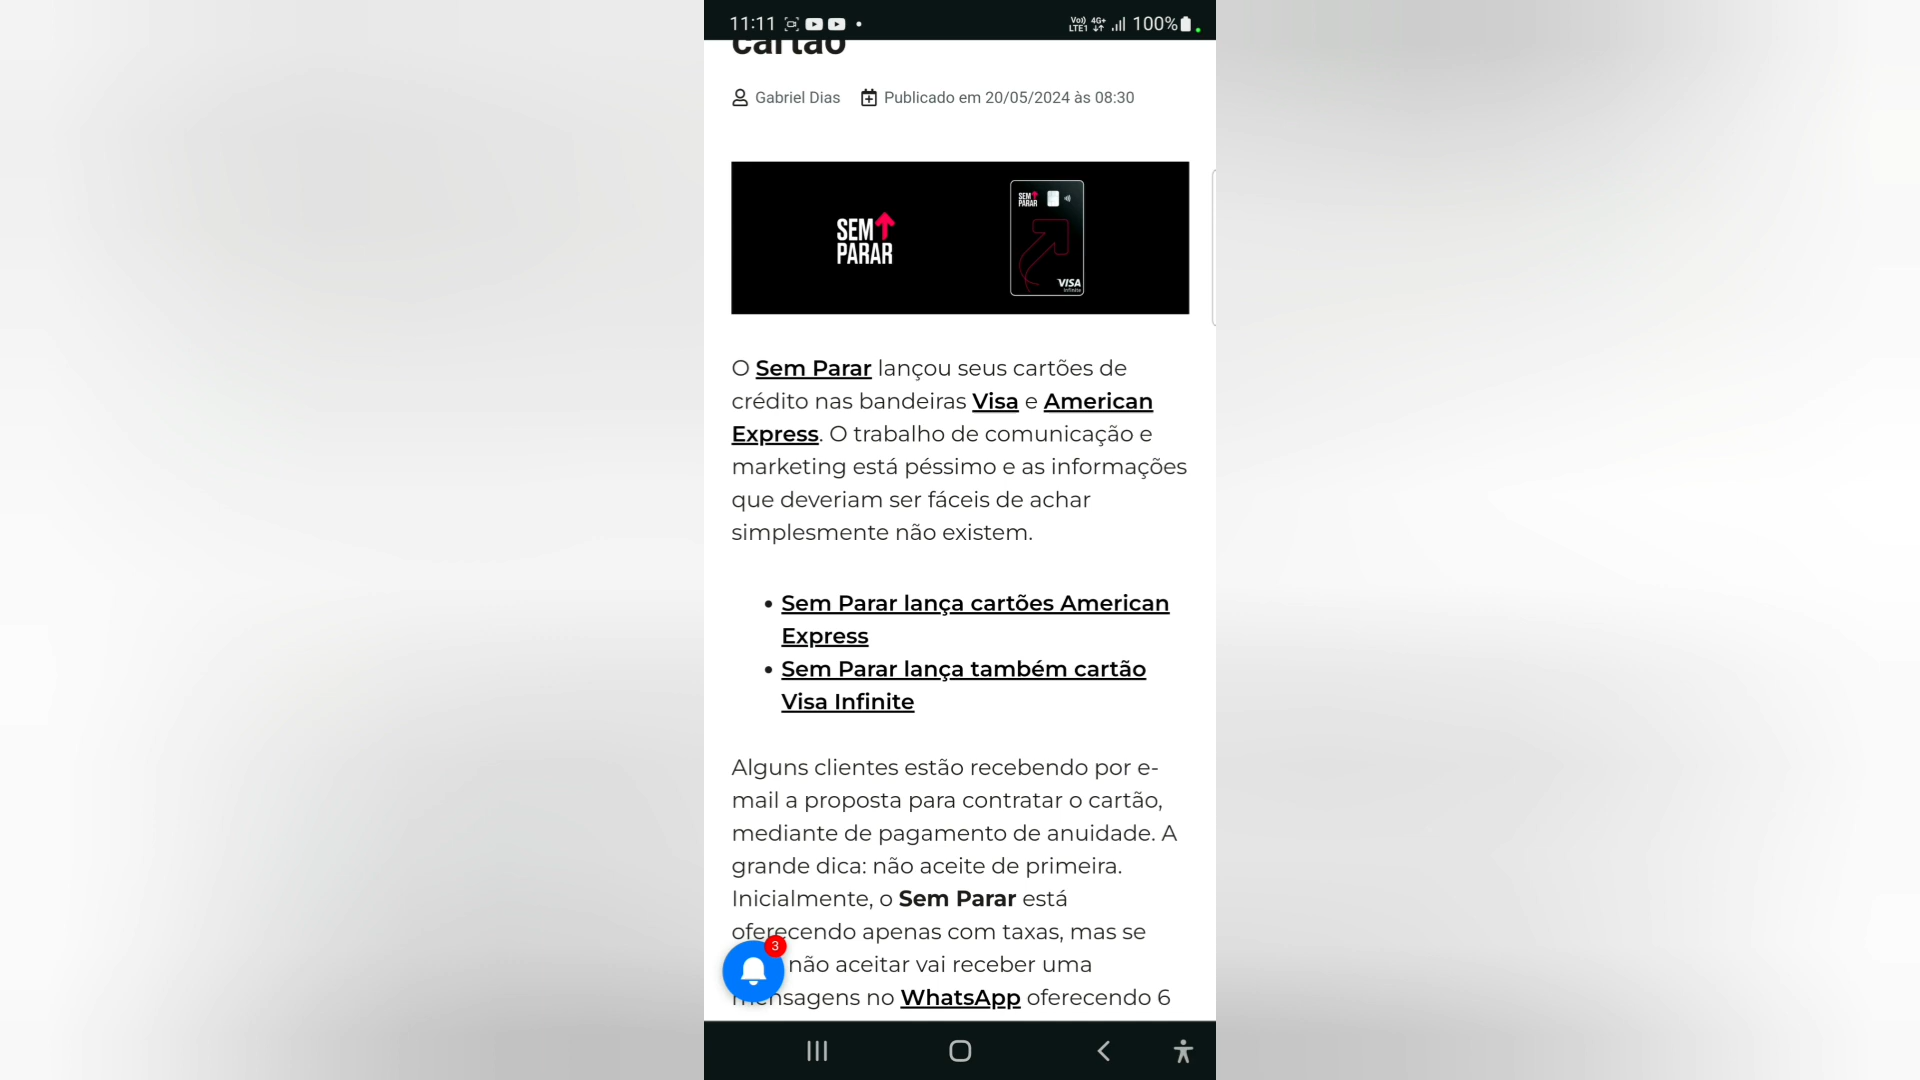 11:11 100%
Vo)) 4G+
LTE1
cartão
Gabriel Dias Publicado em 20/05/2024 às 08:30
SEM
PARAR
SEM
PARAR
VISA
Infinite
O Sem Parar lançou seus cartões de
crédito nas bandeiras Visa e American
Express. O trabalho de comunicação e
marketing está péssimo e as informações
que deveriam ser fáceis de achar
simplesmente não existem.
• Sem Parar lança cartões American
Express
• Sem Parar lança também cartão
Visa Infinite
Alguns clientes estão recebendo por e-
mail a proposta para contratar o cartão,
mediante de pagamento de anuidade. A
grande dica: não aceite de primeira.
Inicialmente, o Sem Parar está
oferecendo apenas com taxas, mas se
3
não aceitar vai receber uma
mensagens no WhatsApp oferecendo 6